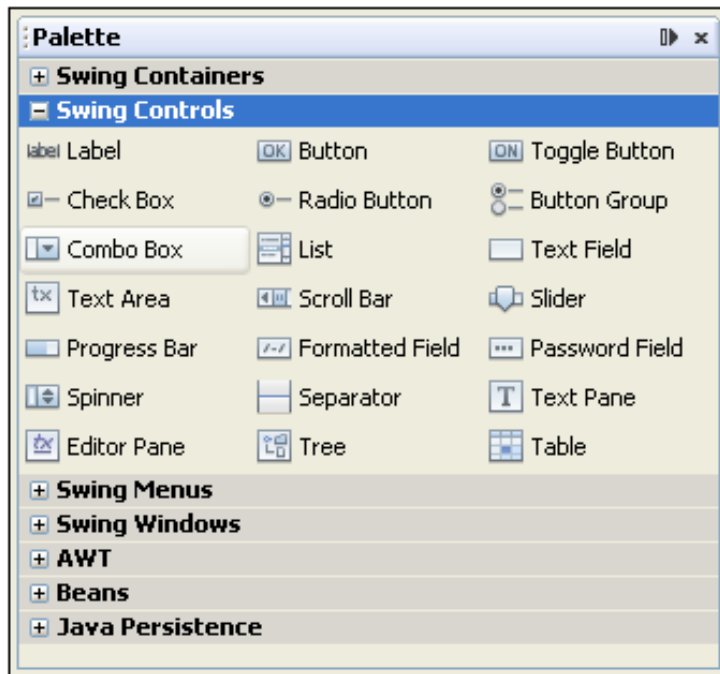 Palette
Swing Containers
Swing Controls
label Label OK Button ON Toggle Button
Check Box Radio Button Button Group
Combo Box List Text Field
tx Text Area Scroll Bar Slider
Progress Bar Formatted Field Password Field
Spinner Separator T Text Pane
tx Editor Pane Tree Table
Swing Menus
Swing Windows
AWT
Beans
Java Persistence